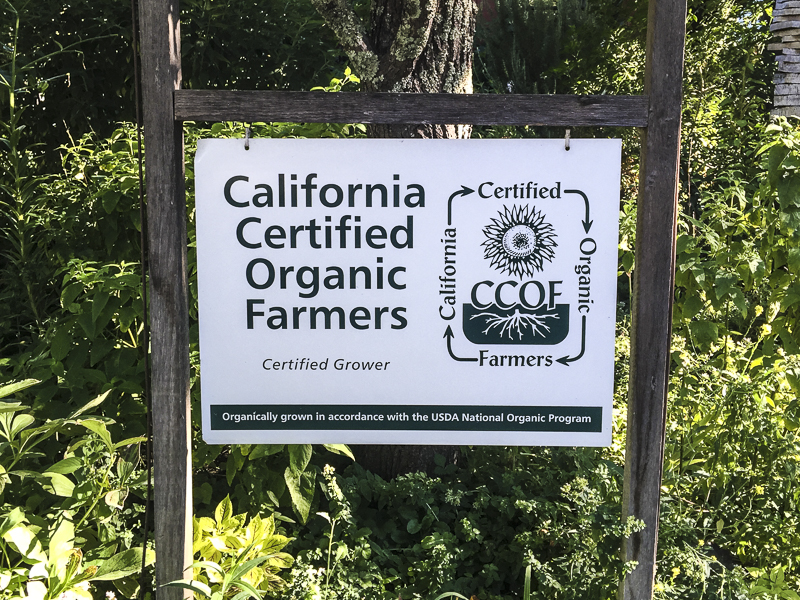 California
Certified
Organic
Farmers
Certified Grower
Certified
Organic
Farmers
California
CCOF
Organically grown in accordance with the USDA National Organic Program